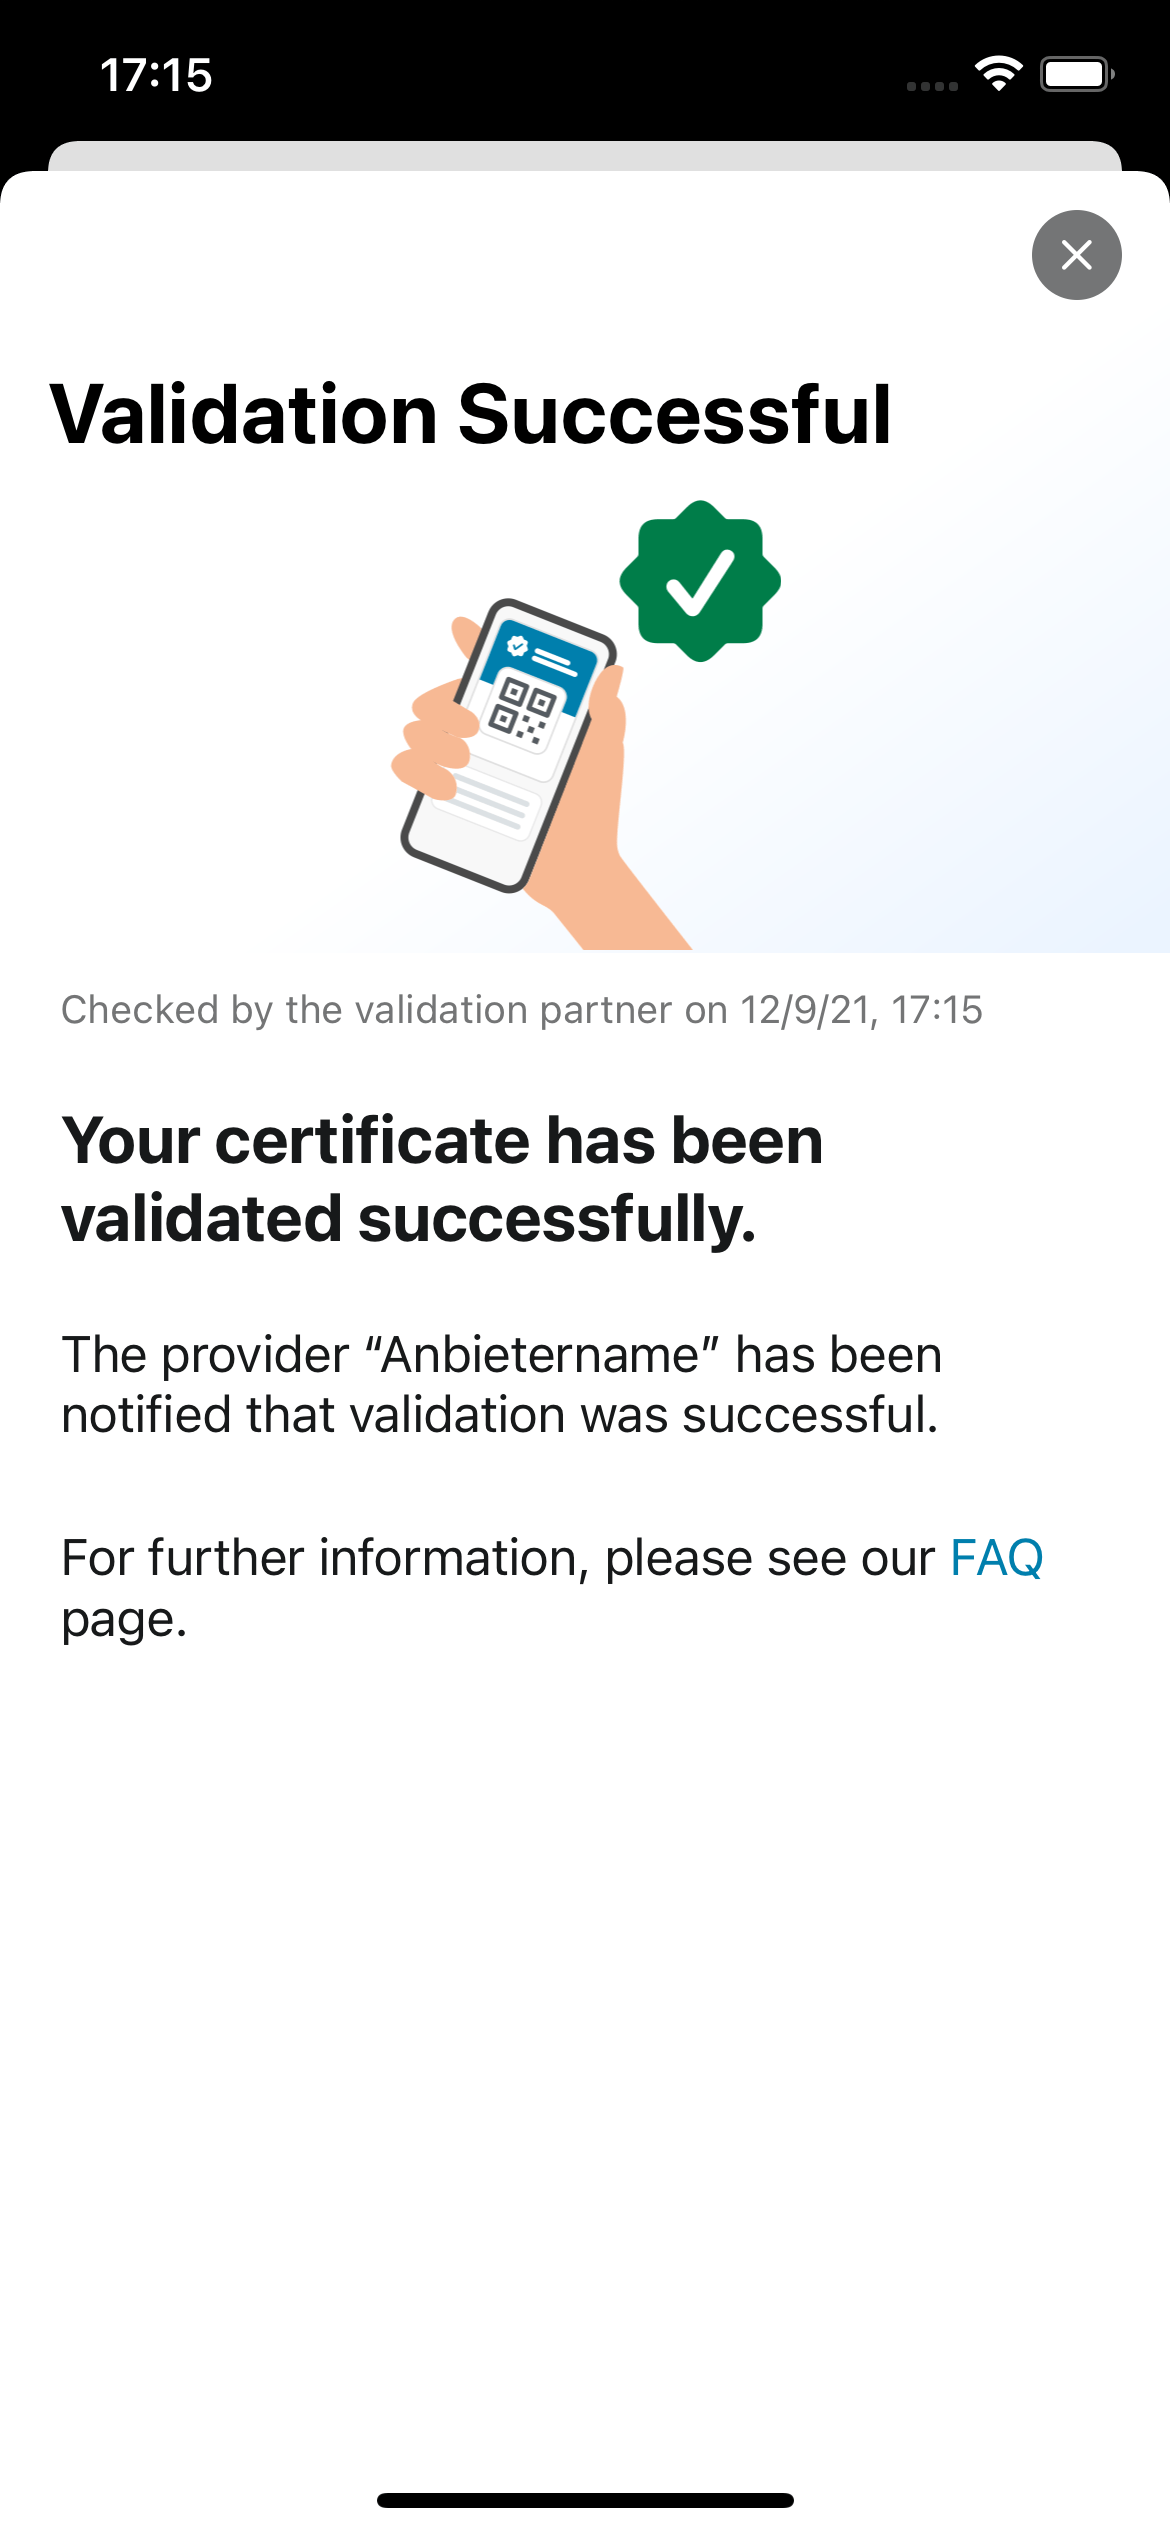 17:15
Validation Successful
Checked by the validation partner on 12/9/21, 17:15
Your certificate has been
validated successfully.
The provider “Anbietername” has been
notified that validation was successful.
For further information, please see our FAQ
page.